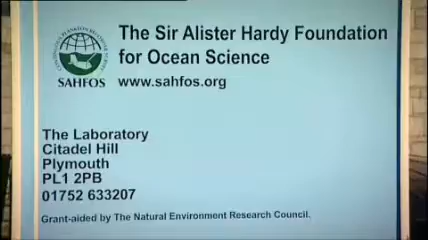 The Sir Alister Hardy Foundation
for Ocean Science
SAHFOS
www.sahfos.org
The Laboratory
Citadel Hill
Plymouth
PL1 2PB
01752 633207
Grant-aided by The Natural Environment Research Council.